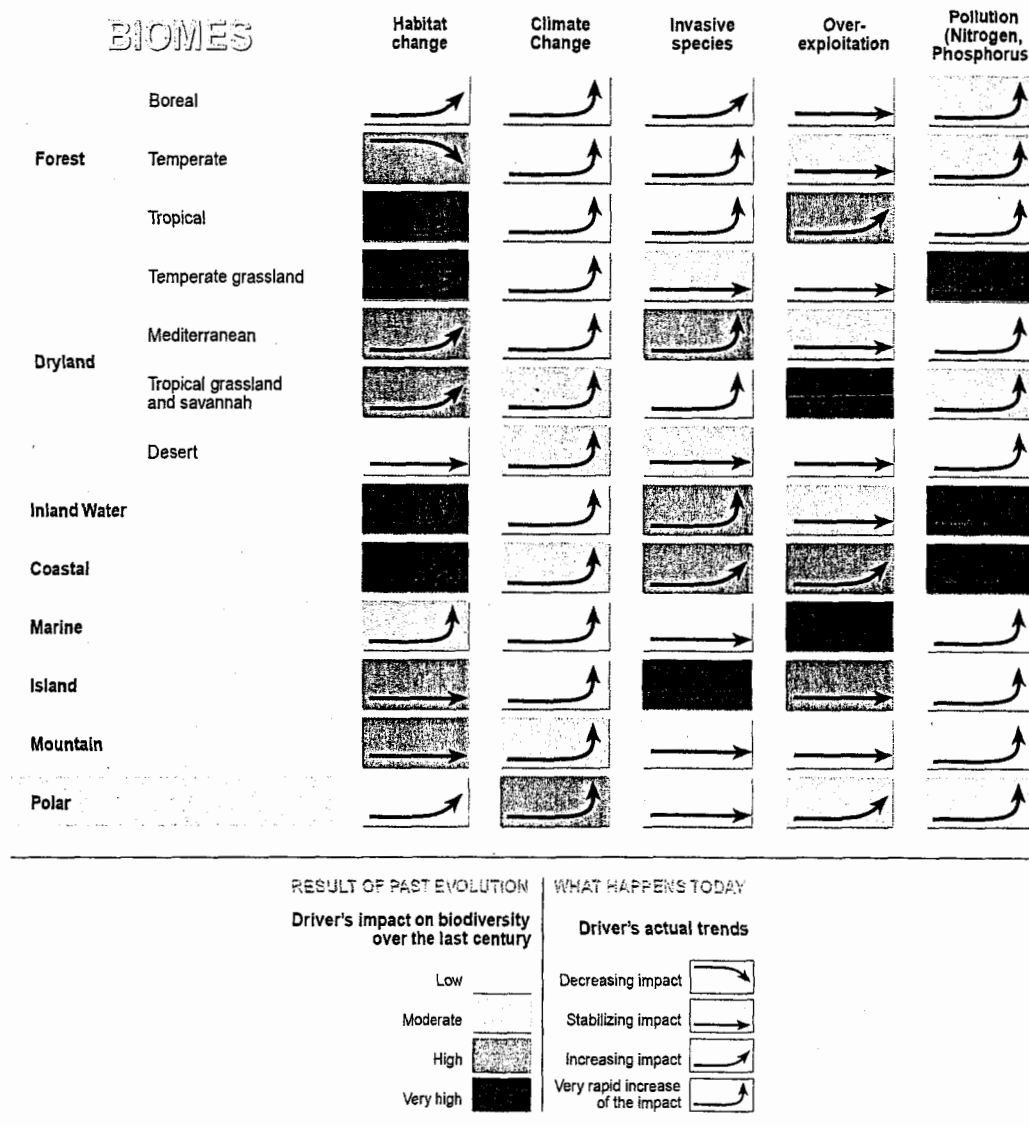 BIOMES
Habitat
change
Climate
Change
Invasive
species
Over-
exploitation
Pollution
(Nitrogen,
Phosphorus
Boreal
Forest
Temperate
Tropical
Temperate grassland
Mediterranean
Dryland
Tropical grassland
and savannah
Desert
Inland Water
Coastal
Marine
Island
Mountain
Polar
RESULT OF PAST EVOLUTION
Driver's impact on biodiversity
over the last century
Low
Moderate
High
Very high
WHAT HAPPENS TODAY
Driver's actual trends
Decreasing impact
Stabilizing impact
Increasing impact
Very rapid increase
of the impact